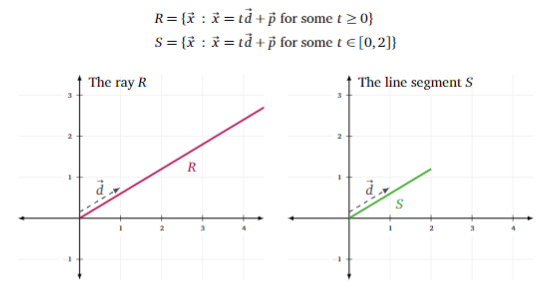 R = {x⃗ : x⃗ = td⃗ + p⃗ for some t ≥ 0}
S = {x⃗ : x⃗ = td⃗ + p⃗ for some t ∈ [0,2]}
The ray R
3
2
1
1
1
2
3
4
d⃗
R
The line segment S
3
2
1
1
1
2
3
4
d⃗
S